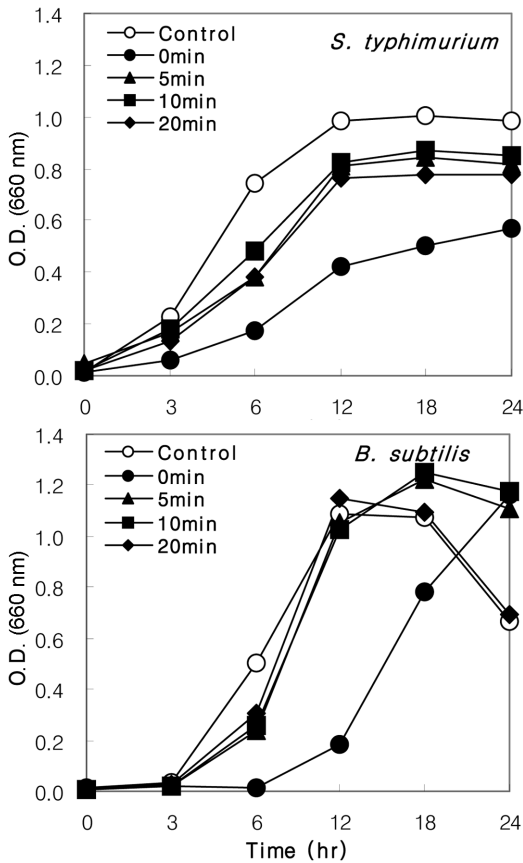 1.4
1.2
1.0
0.8
0.6
0.4
0.2
0.0
O.D. (660 nm)
Control
0min
5min
10min
20min
S. typhimurium
0 3 6 12 18 24
1.4
1.2
1.0
0.8
0.6
0.4
0.2
0.0
O.D. (660 nm)
Control
0min
5min
10min
20min
B. subtilis
0 3 6 12 18 24
Time (hr)